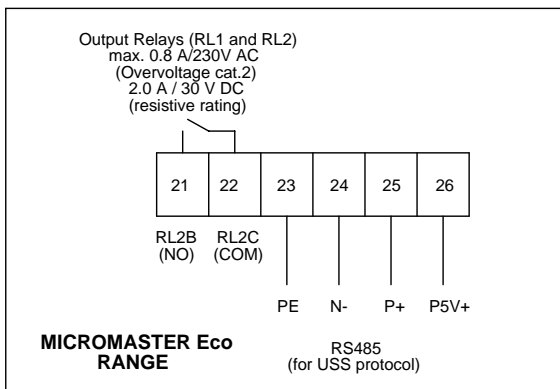 Output Relays (RL1 and RL2)
max. 0.8 A/230V AC
(Overvoltage cat.2)
2.0 A / 30 V DC
(resistive rating)
21 22 23 24 25 26
RL2B RL2C
(NO) (COM)
PE N- P+ P5V+
MICROMASTER Eco
RANGE
RS485
(for USS protocol)